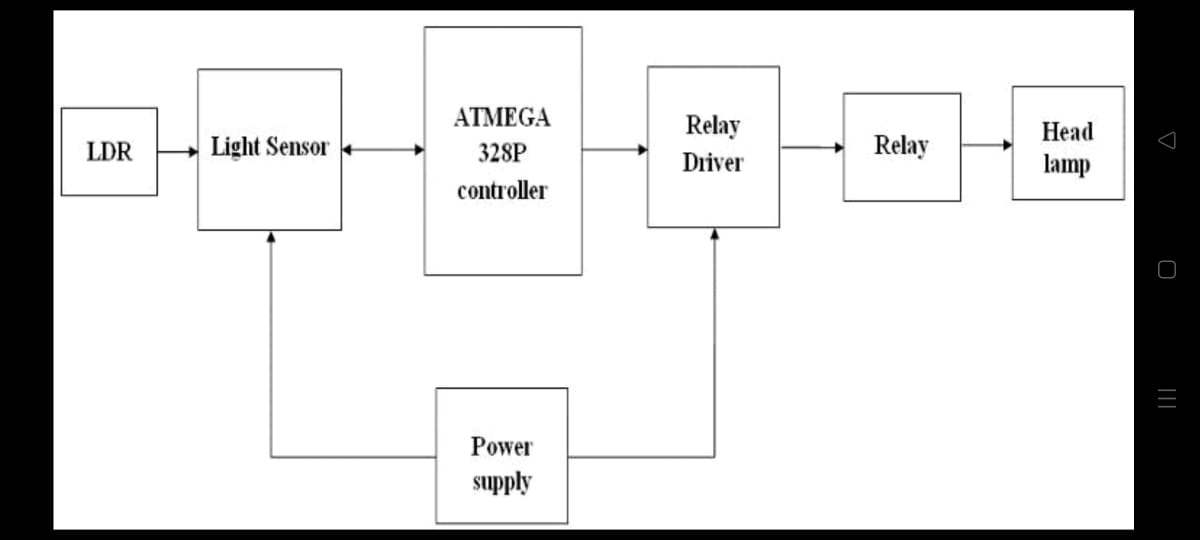 LDR
Light Sensor
ATMEGA
328P
controller
Relay
Driver
Relay
Head
lamp
Power
supply